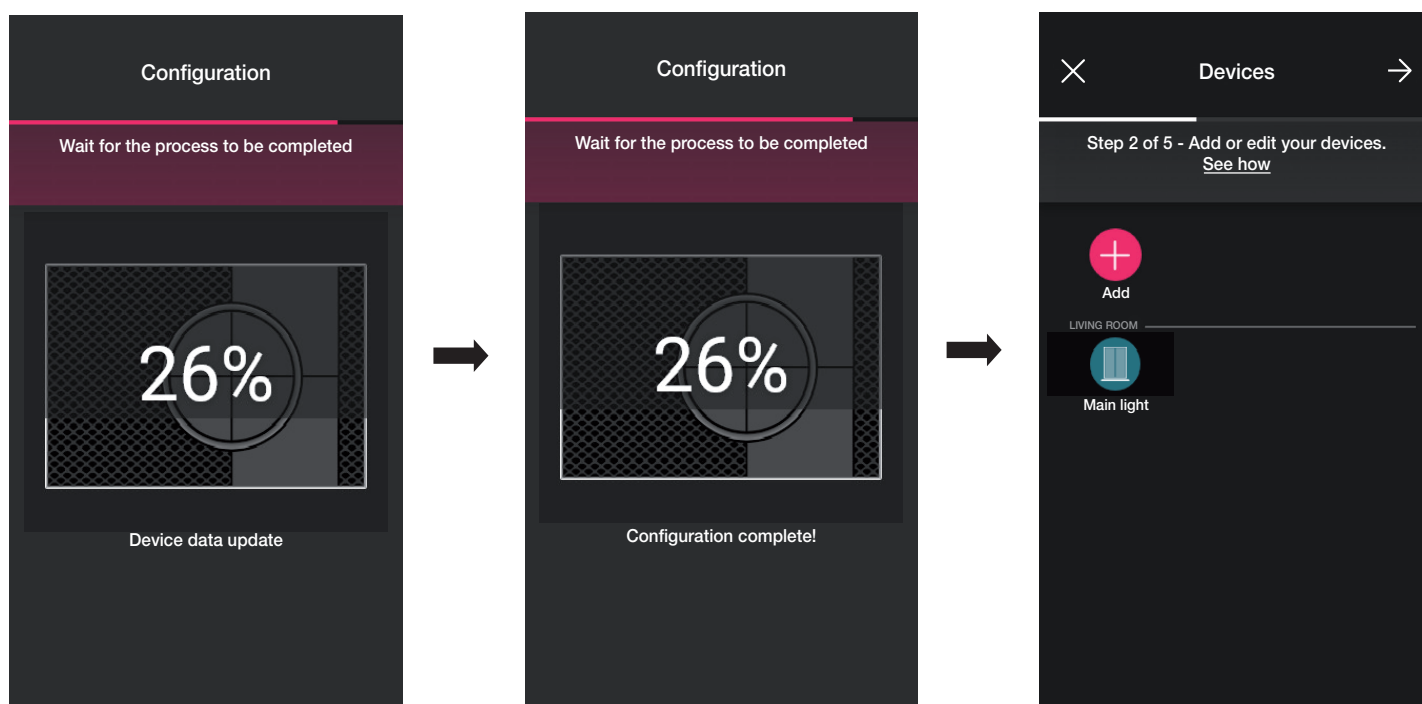 Configuration
Wait for the process to be completed
26%
Device data update
Configuration
Wait for the process to be completed
26%
Configuration complete!
Devices
Step 2 of 5 - Add or edit your devices.
See how
Add
LIVING ROOM
Main light